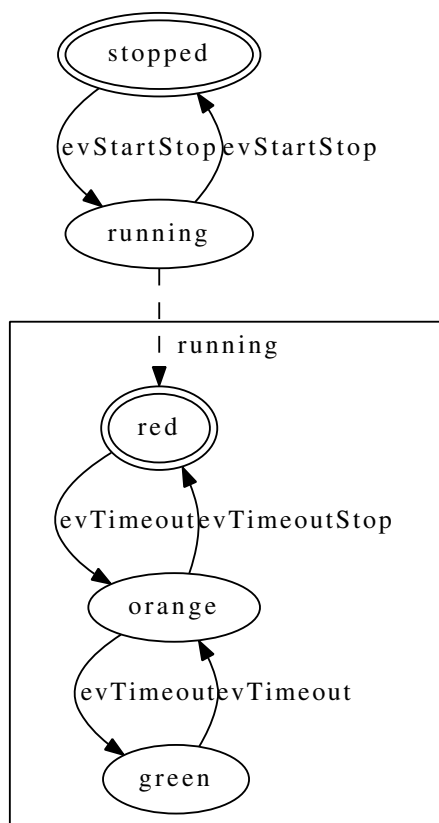 stopped
evStartStop evStartStop
running
running
red
evTimeout evTimeoutStop
orange
evTimeout evTimeout
green